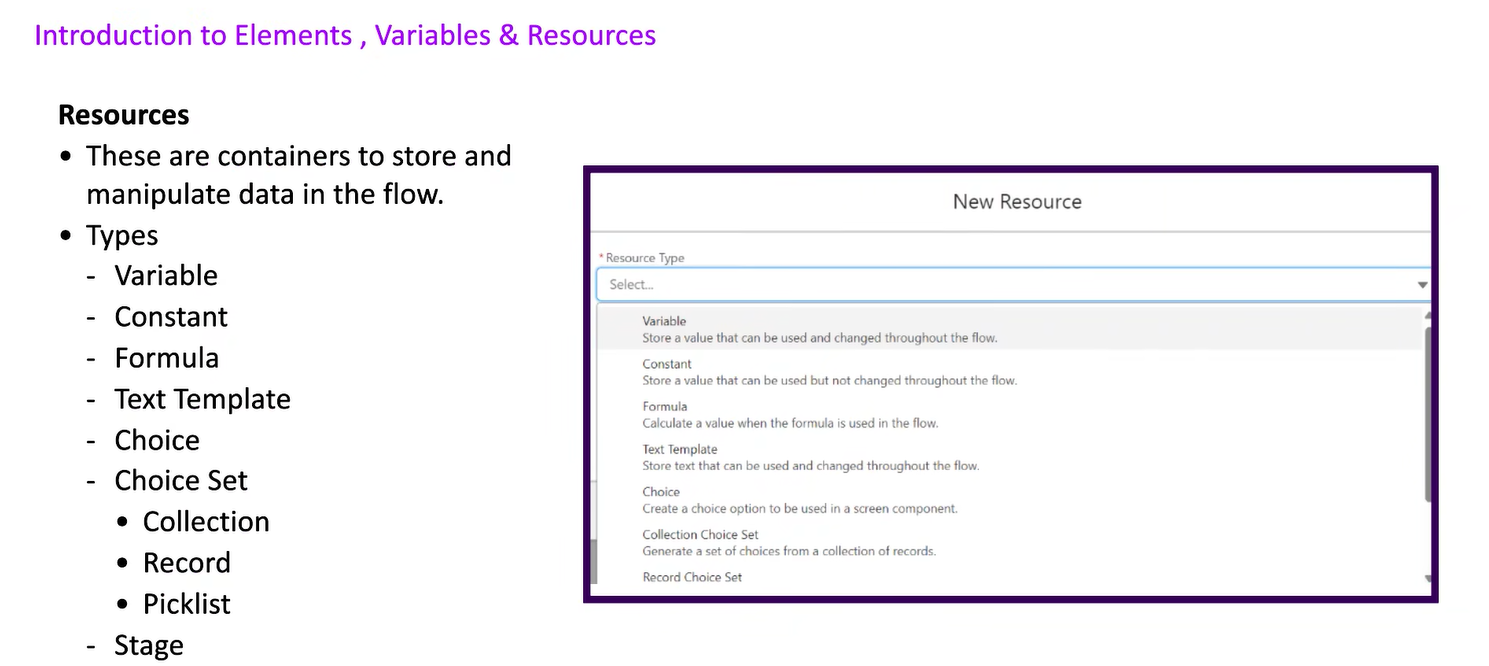 Introduction to Elements , Variables & Resources
Resources
• These are containers to store and
manipulate data in the flow.
• Types
- Variable
- Constant
- Formula
- Text Template
- Choice
- Choice Set
• Collection
• Record
• Picklist
- Stage
New Resource
* Resource Type
Select...
Variable
Store a value that can be used and changed throughout the flow.
Constant
Store a value that can be used but not changed throughout the flow.
Formula
Calculate a value when the formula is used in the flow.
Text Template
Store text that can be used and changed throughout the flow.
Choice
Create a choice option to be used in a screen component.
Collection Choice Set
Generate a set of choices from a collection of records.
Record Choice Set